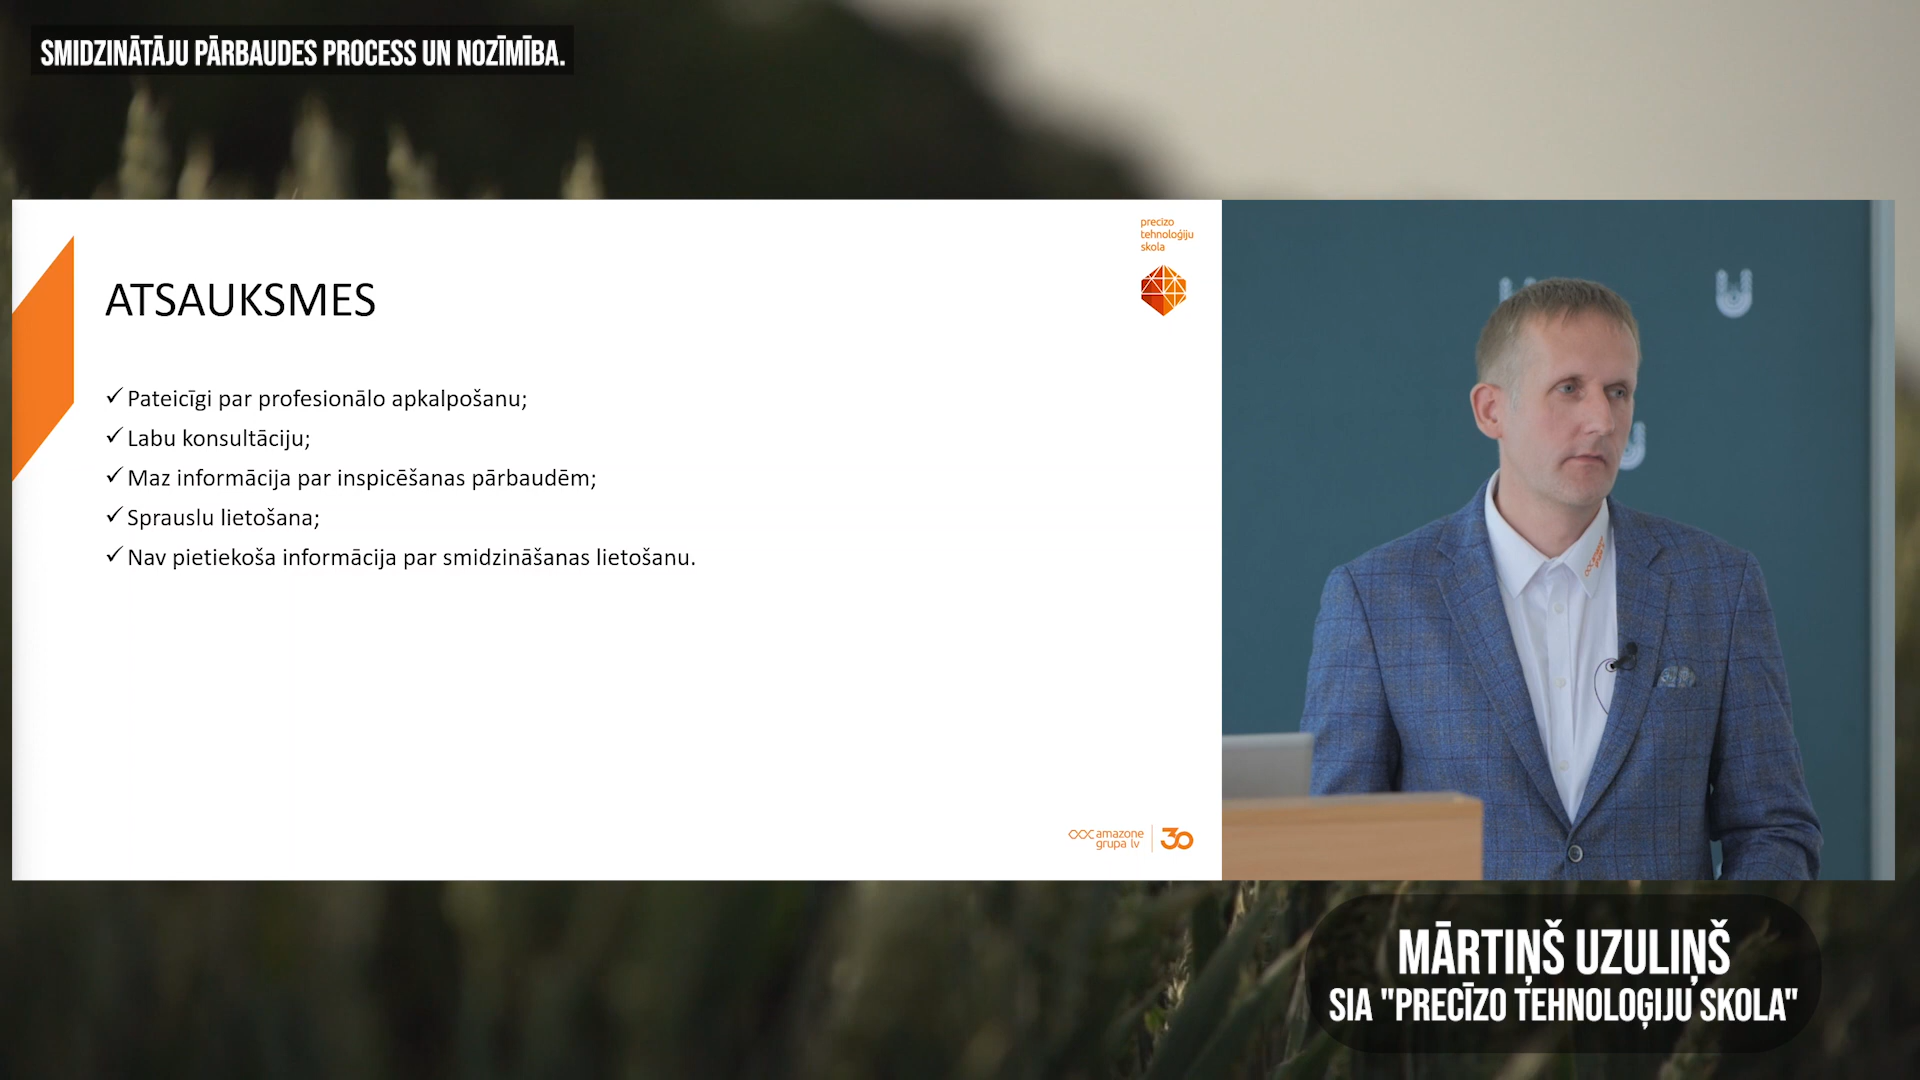 SMIDZINĀTĀJU PĀRBAUDES PROCESS UN NOZĪMĪBA.
precīzo
tehnoloģiju
skola
ATSAUKSMES
✓ Pateicīgi par profesionālo apkalpošanu;
✓ Labu konsultāciju;
✓ Maz informācija par inspicēšanas pārbaudēm;
✓ Sprauslu lietošana;
✓ Nav pietiekoša informācija par smidzināšanas lietošanu.
amazone
grupa lv
30
MĀRTIŅŠ UZULIŅŠ
SIA "PRECĪZO TEHNOLOĢIJU SKOLA"